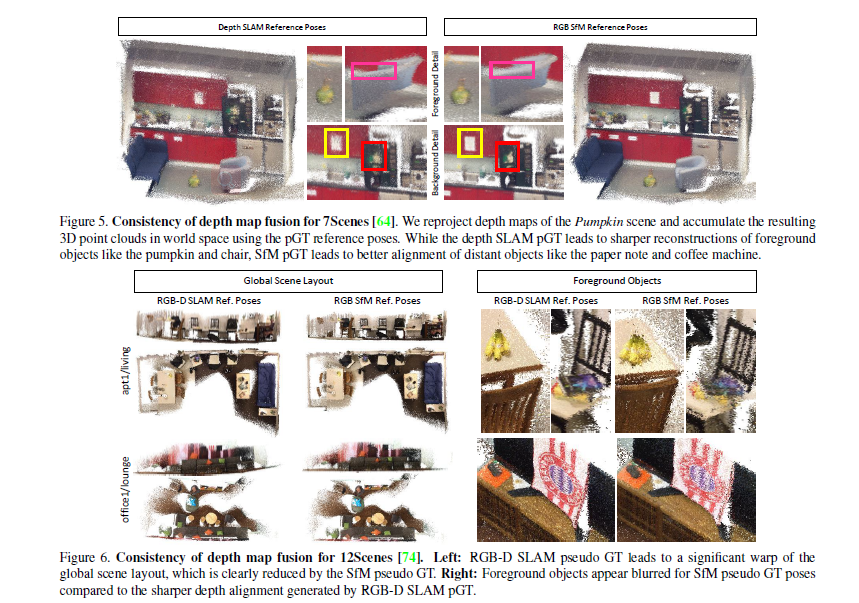 Depth SLAM Reference Poses
RGB SfM Reference Poses
Foreground Detail
Background Detail
Figure 5. Consistency of depth map fusion for 7Scenes [64]. We reproject depth maps of the Pumpkin scene and accumulate the resulting
3D point clouds in world space using the pGT reference poses. While the depth SLAM pGT leads to sharper reconstructions of foreground
objects like the pumpkin and chair, SfM pGT leads to better alignment of distant objects like the paper note and coffee machine.
Global Scene Layout
Foreground Objects
RGB-D SLAM Ref. Poses
RGB SfM Ref. Poses
RGB-D SLAM Ref. Poses
RGB SfM Ref. Poses
apt1/living
office1/lounge
Figure 6. Consistency of depth map fusion for 12Scenes [74]. Left: RGB-D SLAM pseudo GT leads to a significant warp of the
global scene layout, which is clearly reduced by the SfM pseudo GT. Right: Foreground objects appear blurred for SfM pseudo GT poses
compared to the sharper depth alignment generated by RGB-D SLAM pGT.